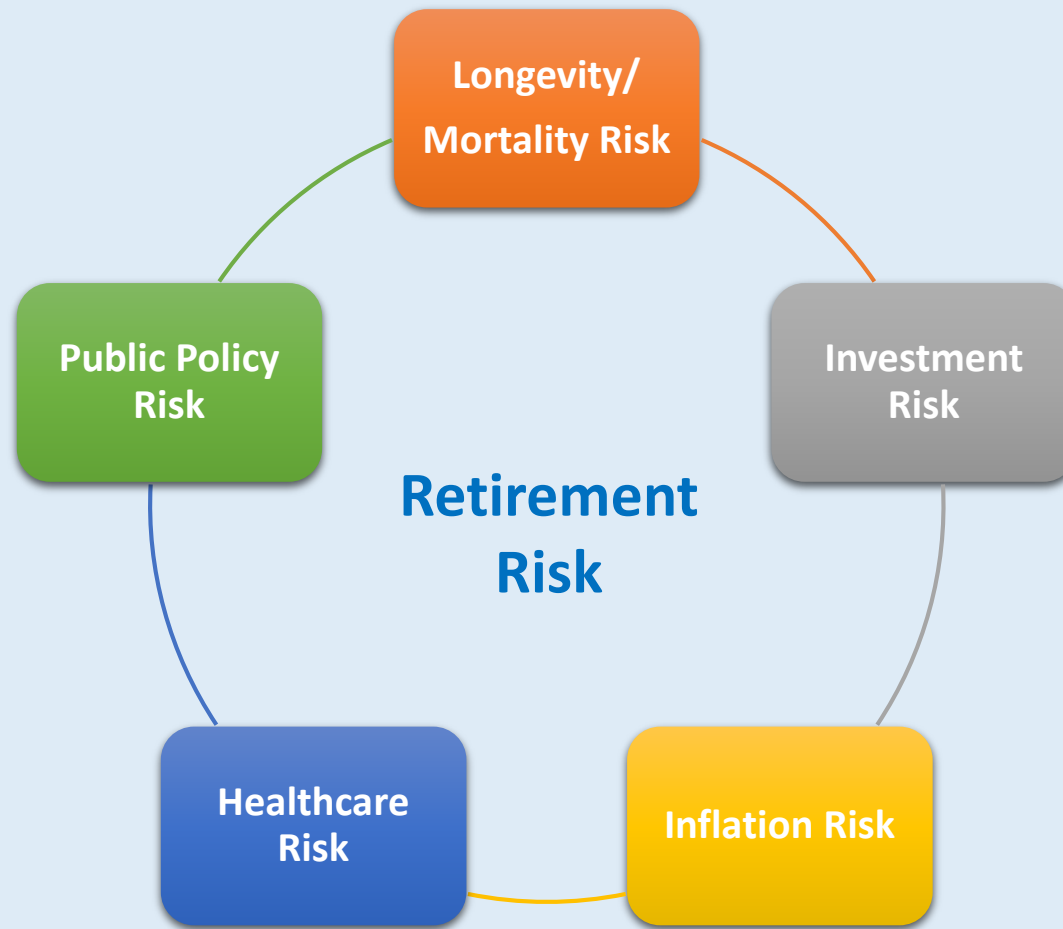 Longevity/
Mortality Risk
Public Policy
Risk
Investment
Risk
Retirement
Risk
Healthcare
Risk
Inflation Risk